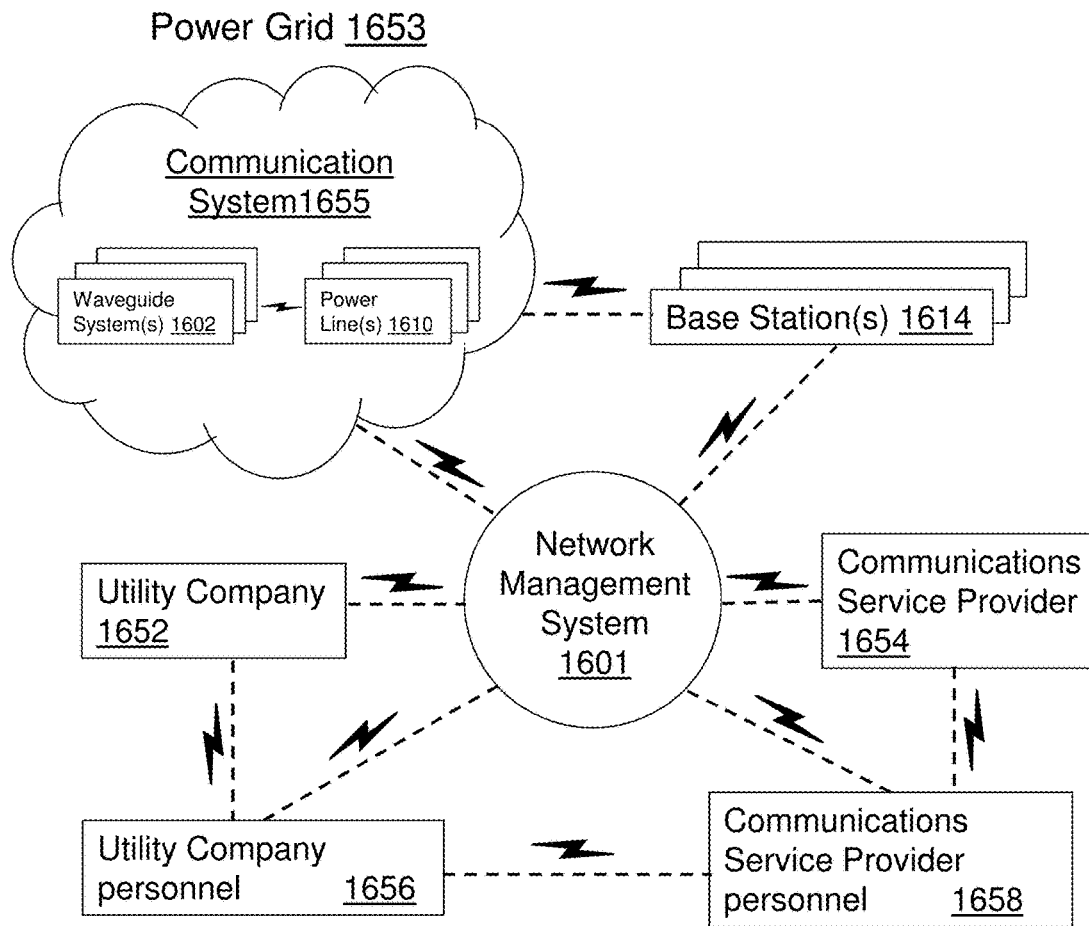 Power Grid 1653
Communication
System1655
Waveguide
System(s) 1602
Power
Line(s) 1610
Base Station(s) 1614
Network
Management
System
1601
Utility Company
1652
Communications
Service Provider
1654
Utility Company
personnel 1656
Communications
Service Provider
personnel 1658